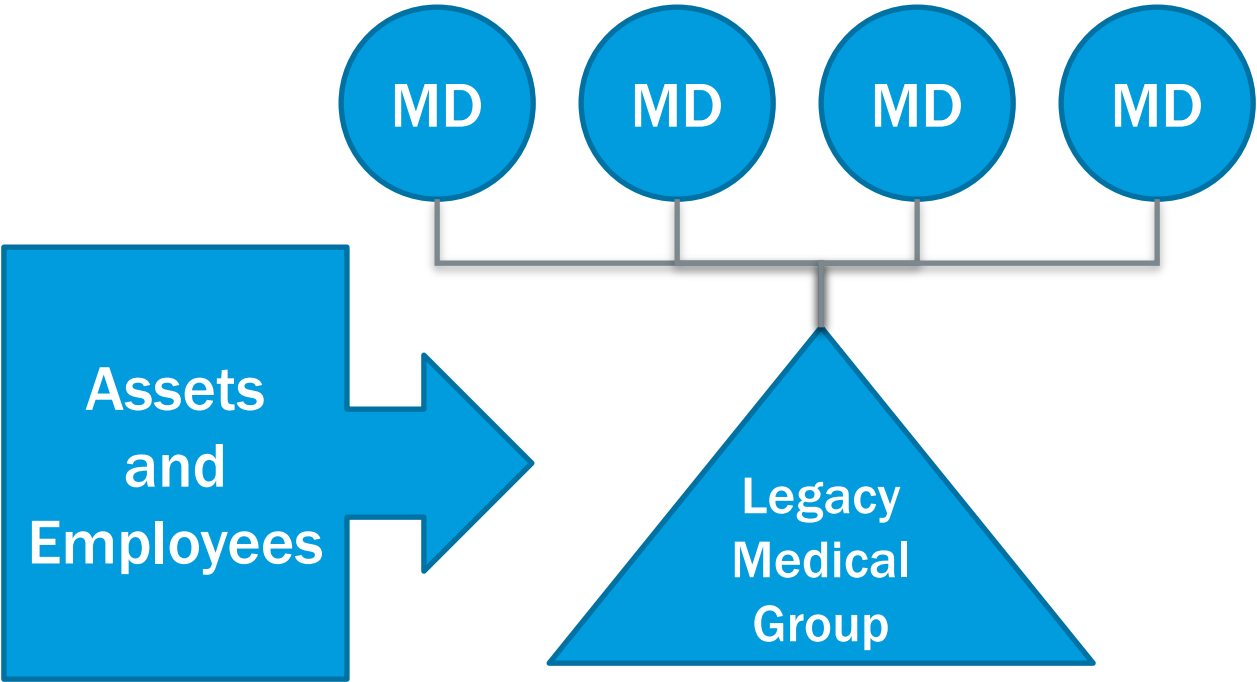 MD
MD
MD
MD
Assets
and
Employees
Legacy
Medical
Group